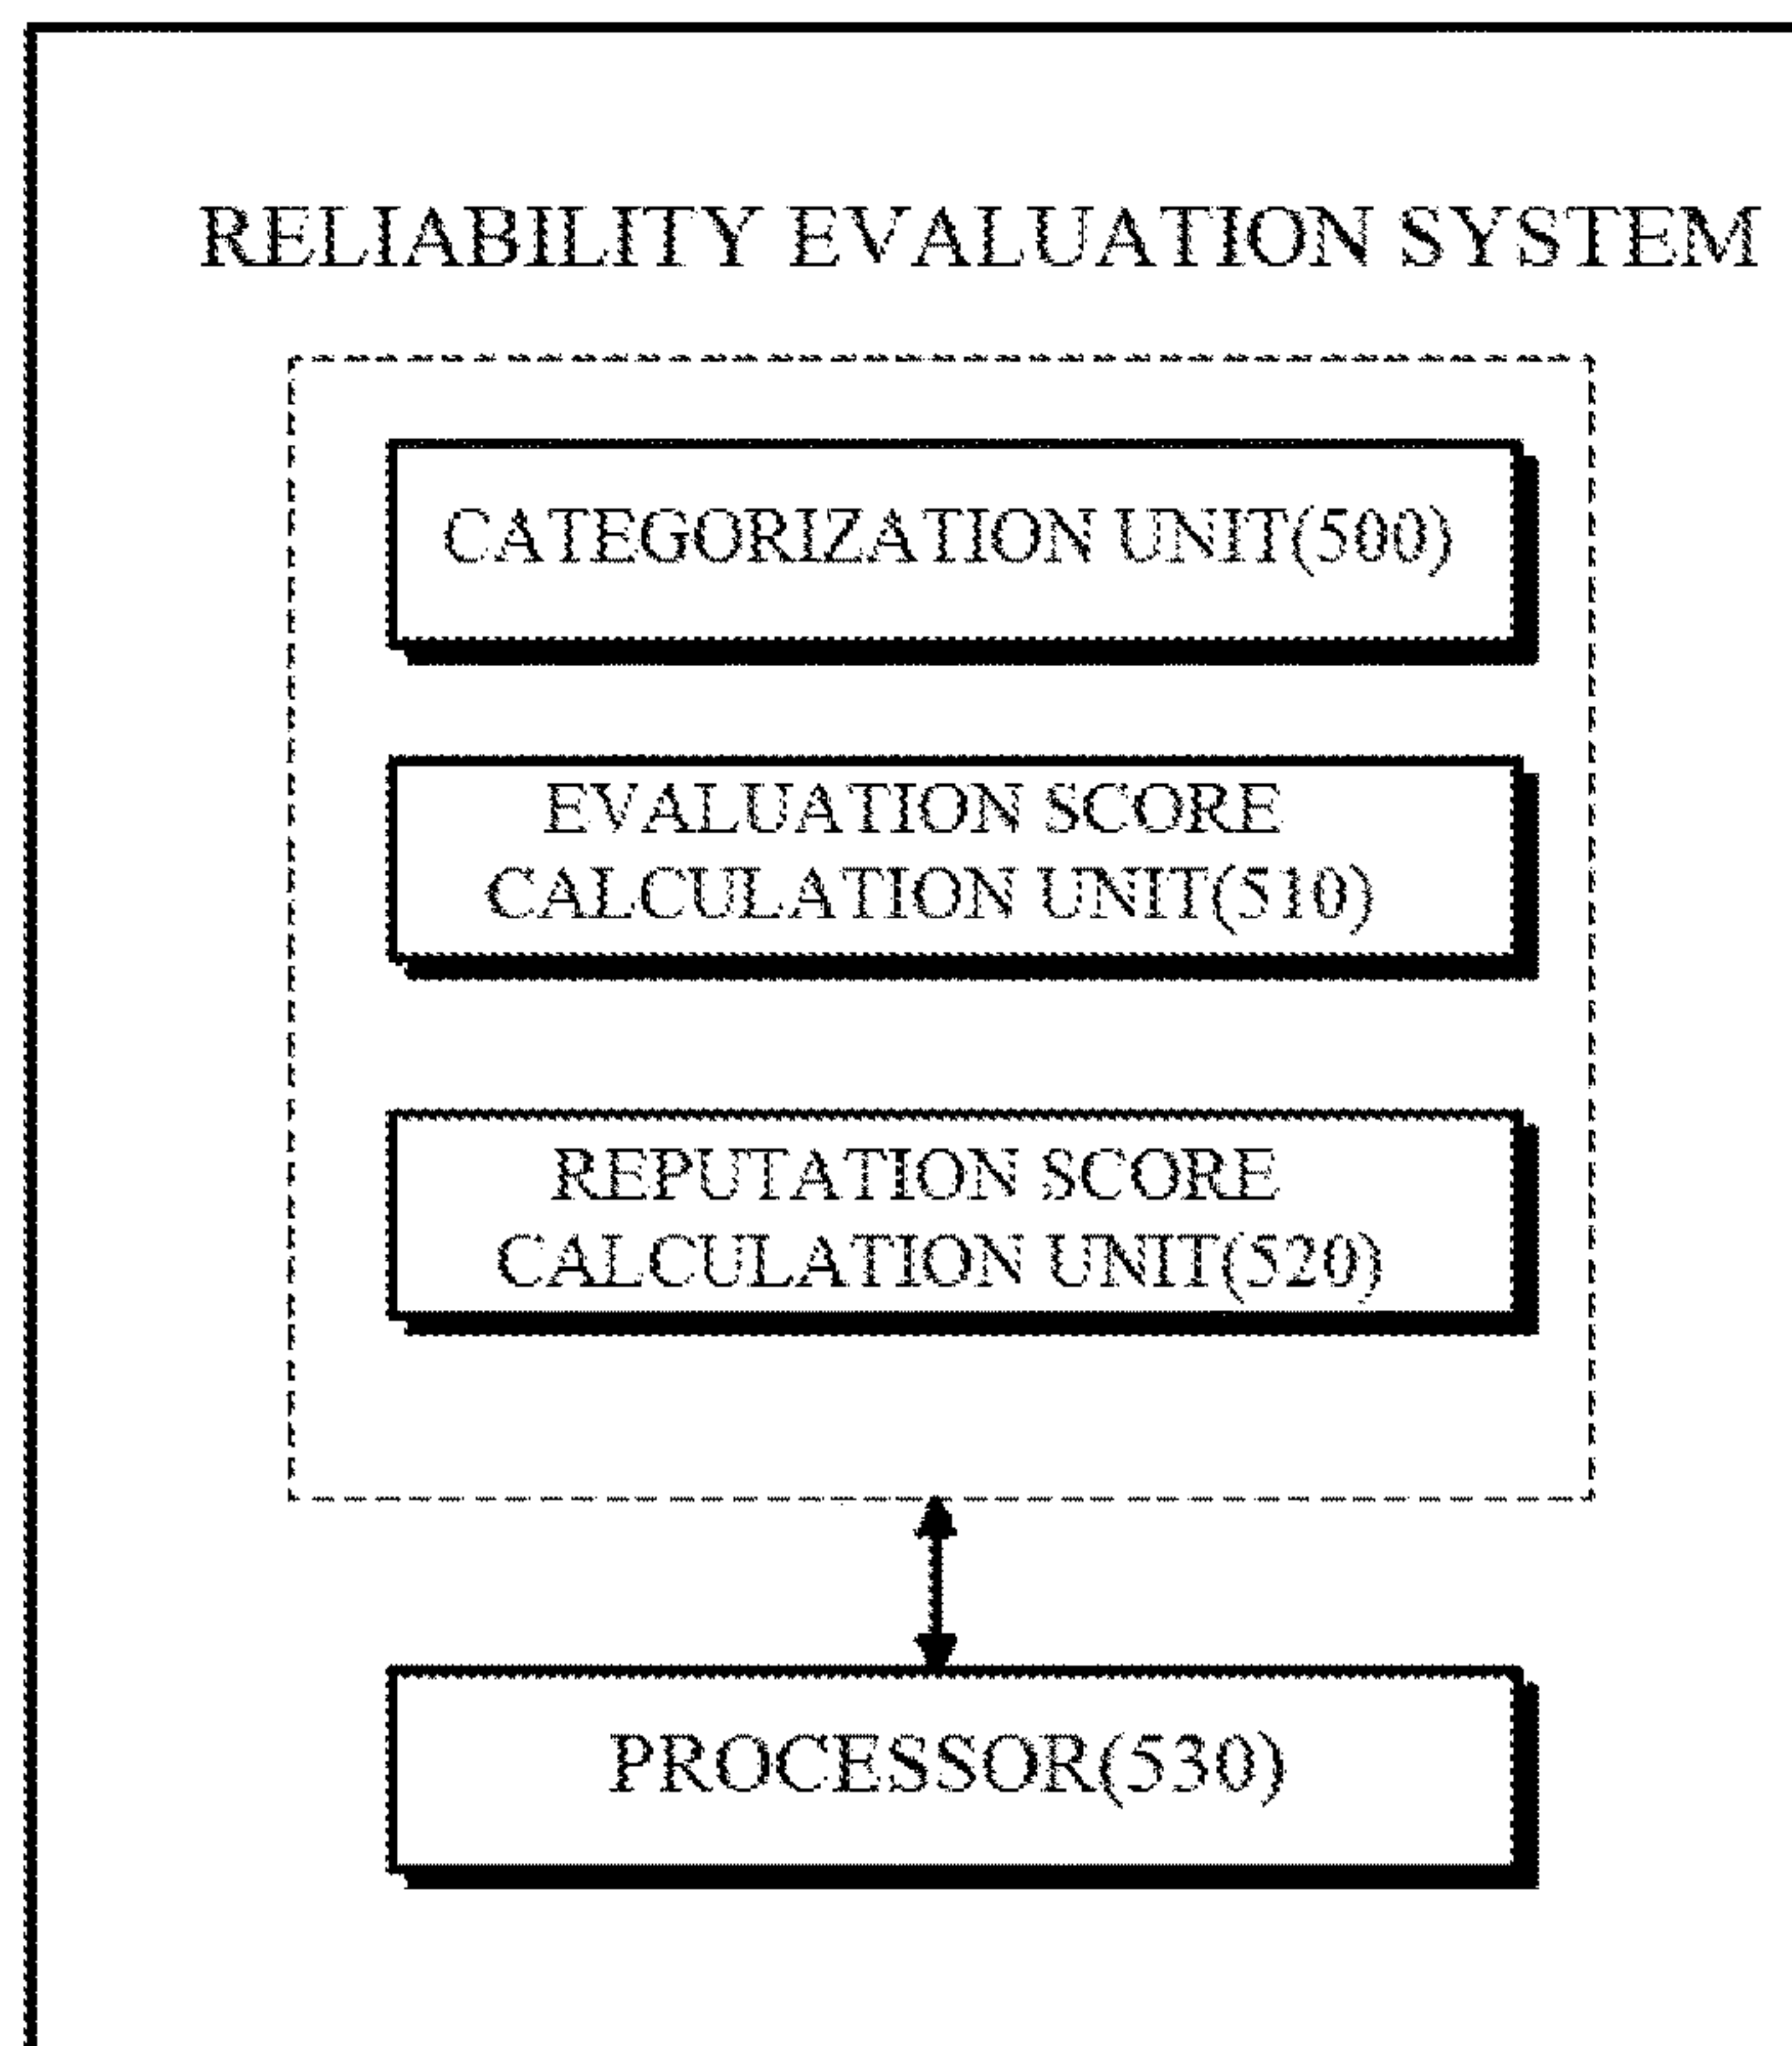 RELIABILITY EVALUATION SYSTEM
CATEGORIZATION UNIT(500)
EVALUATION SCORE
CALCULATION UNIT(510)
REPUTATION SCORE
CALCULATION UNIT(520)
PROCESSOR(530)